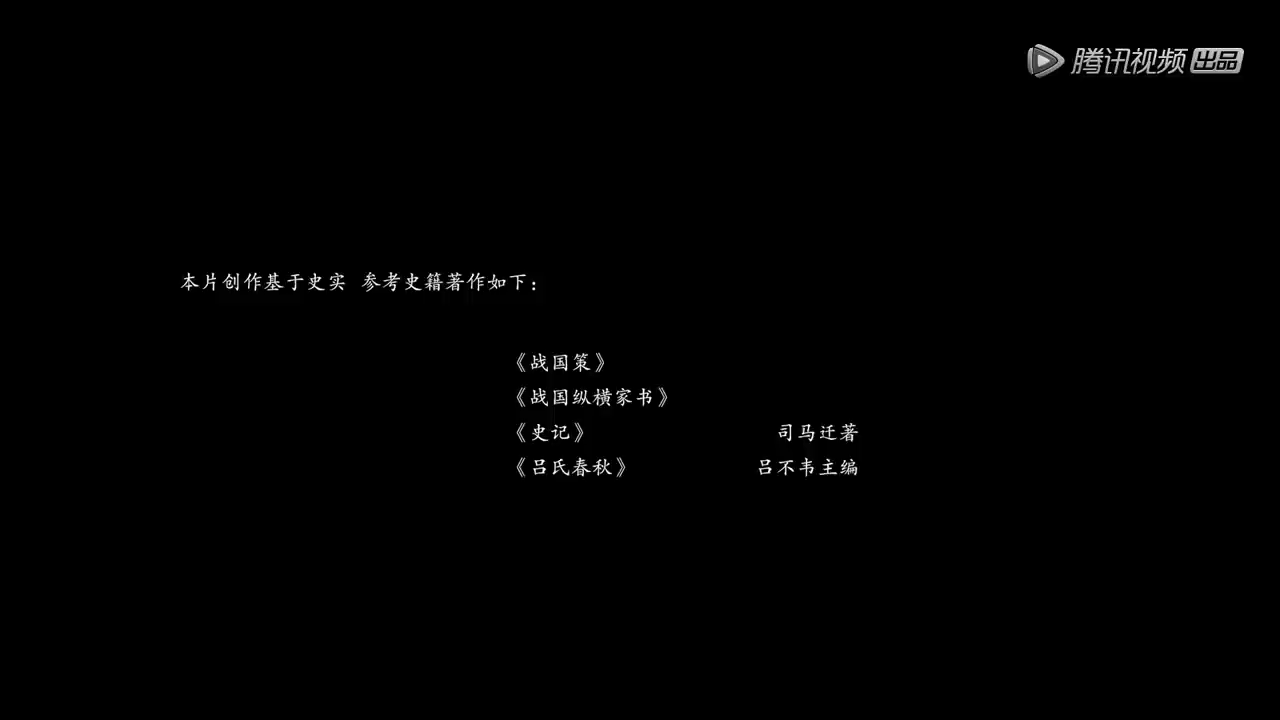 腾讯视频 出品
本片创作基于史实 参考史籍著作如下：
《战国策》
《战国纵横家书》
《史记》 司马迁著
《吕氏春秋》 吕不韦主编